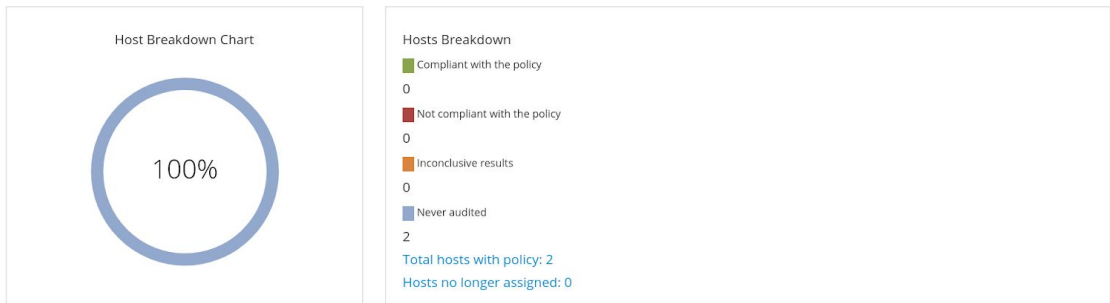 Host Breakdown Chart
100%
Hosts Breakdown
Compliant with the policy
0
Not compliant with the policy
0
Inconclusive results
0
Never audited
2
Total hosts with policy: 2
Hosts no longer assigned: 0